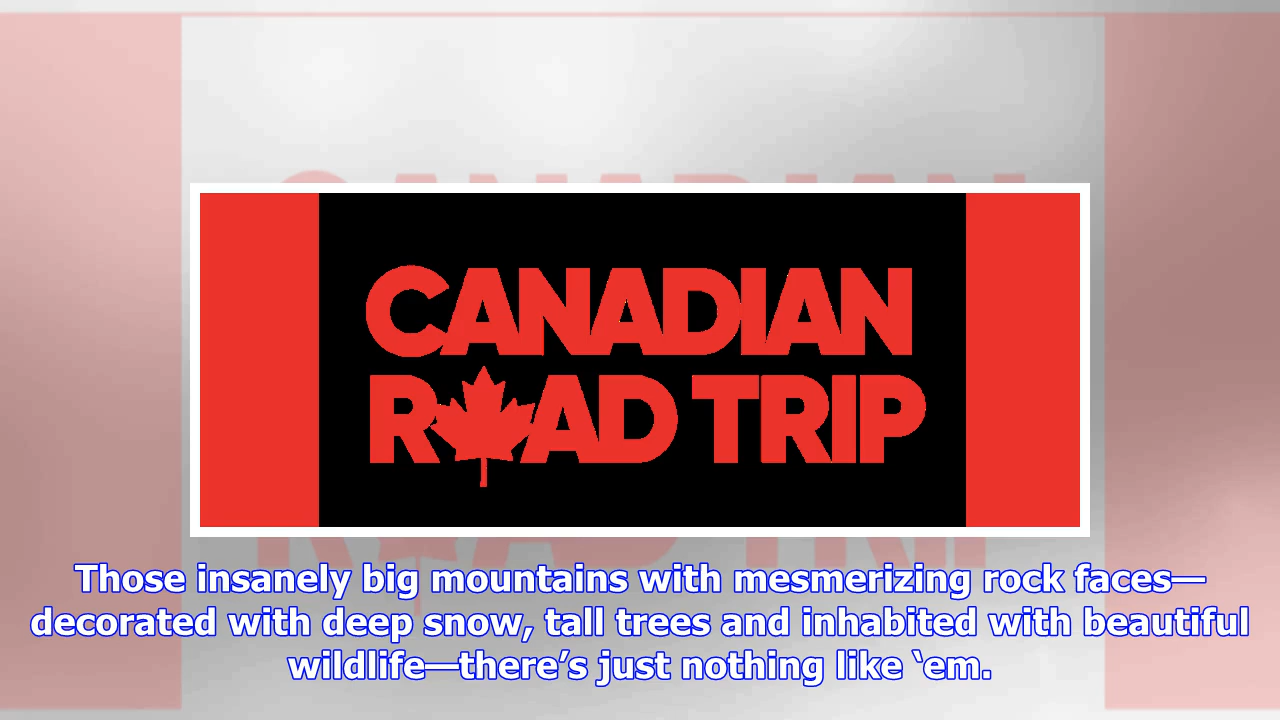 CANADIAN
ROAD TRIP
Those insanely big mountains with mesmerizing rock faces—
decorated with deep snow, tall trees and inhabited with beautiful
wildlife—there’s just nothing like ‘em.